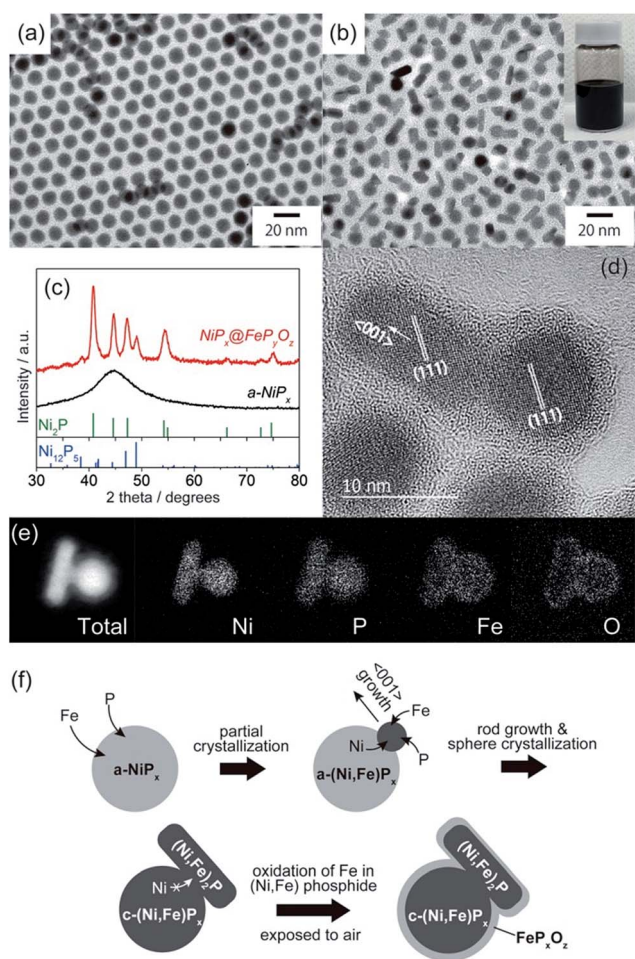 (a)
20 nm
(b)
20 nm
(c)
NiPₓ@FePᵧO_z
a-NiPₓ
Ni₂P
Ni₁₂P₅
Intensity / a.u.
30 40 50 60 70 80
2 theta / degrees
(d)
<001>
(111)
(111)
10 nm
(e)
Total
Ni
P
Fe
O
(f)
Fe
P
a-NiPₓ
partial
crystallization
<001>
growth
Fe
Ni
P
a-(Ni,Fe)Pₓ
rod growth &
sphere crystallization
(Ni,Fe)₂P
Ni
c-(Ni,Fe)Pₓ
oxidation of Fe in
(Ni,Fe) phosphide
exposed to air
(Ni,Fe)₂P
c-(Ni,Fe)Pₓ
FePₓO_z